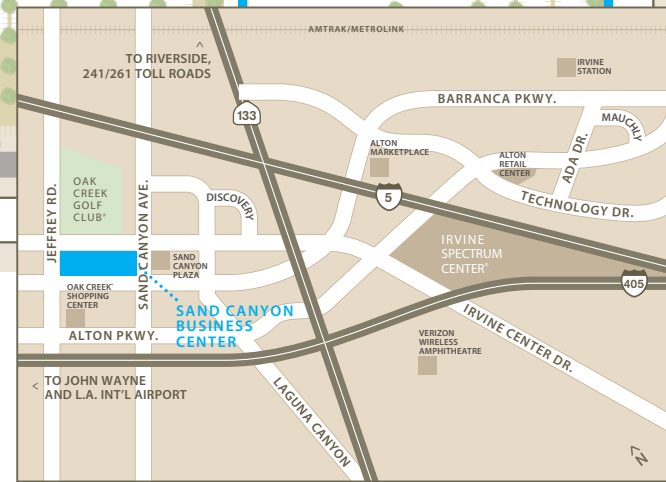 AMTRAK/METROLINK
^
TO RIVERSIDE,
241/261 TOLL ROADS
IRVINE
STATION
BARRANCA PKWY.
133
MAUCHLY
ALTON
MARKETPLACE
ADA DR.
ALTON
RETAIL
CENTER
OAK
CREEK
GOLF
CLUB®
JEFFREY RD.
SAND CANYON AVE.
DISCOVERY
5
TECHNOLOGY DR.
IRVINE
SPECTRUM
CENTER®
SAND
CANYON
PLAZA
405
OAK CREEK®
SHOPPING
CENTER
SAND CANYON
BUSINESS
CENTER
IRVINE CENTER DR.
ALTON PKWY.
VERIZON
WIRELESS
AMPHITHEATRE
< TO JOHN WAYNE
AND L.A. INT'L AIRPORT
LAGUNA CANYON
N